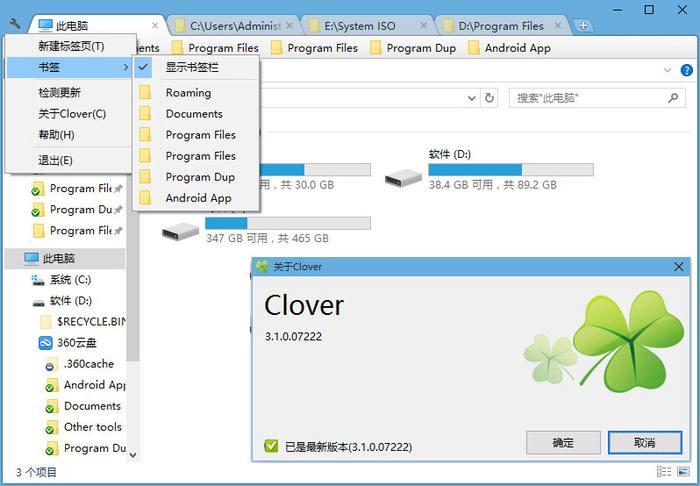 此电脑
C:\Users\Administ
E:\System ISO
D:\Program Files
新建标签页(T)
书签
检测更新
关于Clover(C)
帮助(H)
退出(E)
ents
Program Files
Program Files
Program Dup
Android App
显示书签栏
Roaming
Documents
Program Files
Program Files
Program Dup
Android App
搜索"此电脑"
可用，共 30.0 GB
软件 (D:)
38.4 GB 可用，共 89.2 GB
347 GB 可用，共 465 GB
Program File
Program Du
Program File
此电脑
系统 (C:)
软件 (D:)
$RECYCLE.BIN
360云盘
.360cache
Android App
Documents
Other tools
Program Du
3 个项目
关于Clover
Clover
3.1.0.07222
已是最新版本(3.1.0.07222)
确定
取消